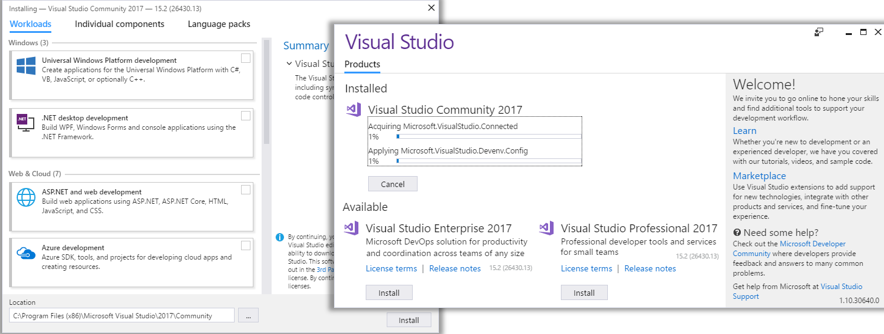 Installing — Visual Studio Community 2017 — 15.2 (26430.13)
Workloads
Individual components
Language packs
Windows (3)
Universal Windows Platform development
Create applications for the Universal Windows Platform with C#,
VB, JavaScript, or optionally C++.
.NET desktop development
Build WPF, Windows Forms and console applications using the
.NET Framework.
Web & Cloud (7)
ASP.NET and web development
Build web applications using ASP.NET, ASP.NET Core, HTML,
JavaScript, and CSS.
Azure development
Azure SDK, tools, and projects for developing cloud apps and
creating resources.
Location
C:\Program Files (x86)\Microsoft Visual Studio\2017\Community
...
Install
Summary
Visual Stu
The Visual
including syn
code control
By continuing, y
Visual Studio edi
ability to downlo
Studio. This softw
out in the 3rd Pa
license. By contin
licenses.
Visual Studio
Products
Installed
Visual Studio Community 2017
Acquiring Microsoft.VisualStudio.Connected
1%
Applying Microsoft.VisualStudio.Devenv.Config
1%
Cancel
Available
Visual Studio Enterprise 2017
Microsoft DevOps solution for productivity
and coordination across teams of any size
15.2 (26430.13)
License terms | Release notes
Install
Visual Studio Professional 2017
Professional developer tools and services
for small teams
15.2 (26430.13)
License terms | Release notes
Install
Welcome!
We invite you to go online to hone your skills
and find additional tools to support your
development workflow.
Learn
Whether you're new to development or an
experienced developer, we have you covered
with our tutorials, videos, and sample code.
Marketplace
Use Visual Studio extensions to add support
for new technologies, integrate with other
products and services, and fine-tune your
experience.
Need some help?
Check out the Microsoft Developer
Community where developers provide
feedback and answers to many common
problems.
Get help from Microsoft at Visual Studio
Support
1.10.30640.0